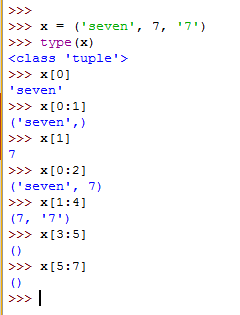 >>>
>>> x = ('seven', 7, '7')
>>> type(x)
<class 'tuple'>
>>> x[0]
'seven'
>>> x[0:1]
('seven',)
>>> x[1]
7
>>> x[0:2]
('seven', 7)
>>> x[1:4]
(7, '7')
>>> x[3:5]
()
>>> x[5:7]
()
>>>